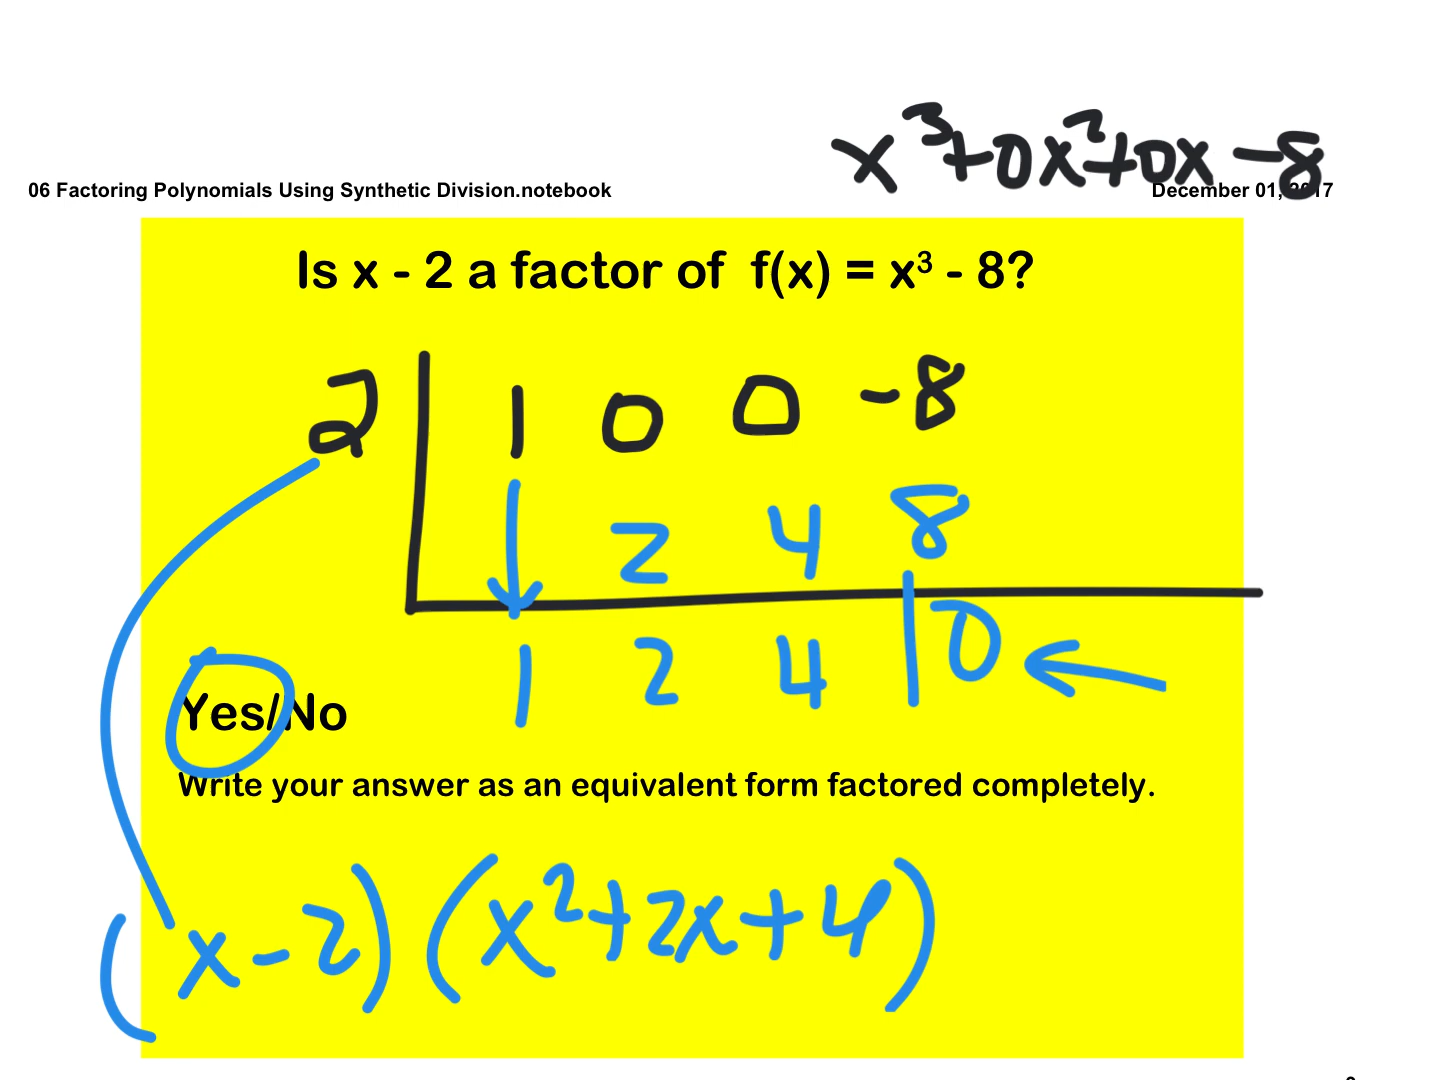 x³+0x²+0x-8
06 Factoring Polynomials Using Synthetic Division.notebook
December 01, 2017
Is x - 2 a factor of f(x) = x³ - 8?
2 1 0 0 -8
2 4 8
1 2 4 0
Yes/No
Write your answer as an equivalent form factored completely.
(x-2)(x²+2x+4)